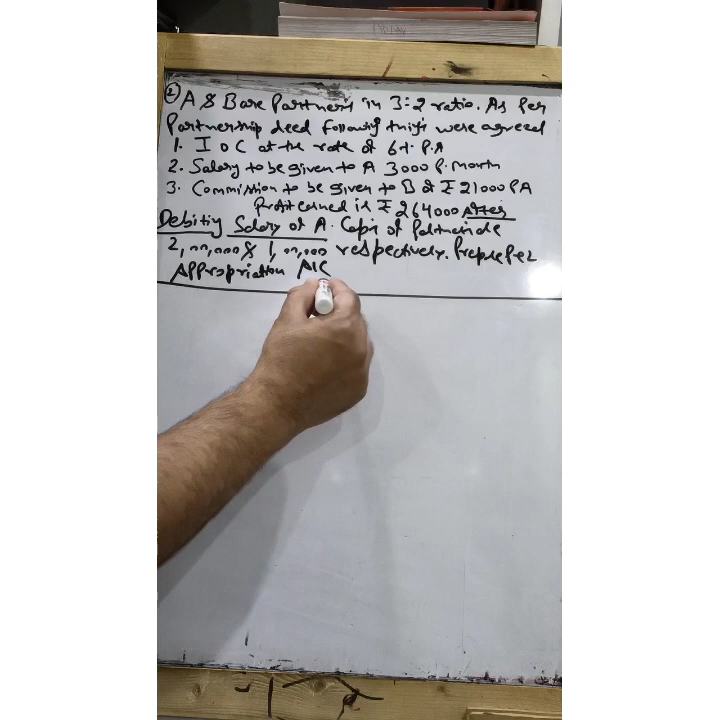 ② A & B are Partners in 3:2 ratio. As Per
Partnership deed following things were agreed
1. I O C at the rate of 6% P.A
2. Salary to be given to A 3000 P. Month
3. Commission to be given to B of ₹ 21000 PA
Profit earned is ₹ 264000 After
Debiting Salary of A. Capi of Partners are
2,00,000 & 1,00,000 respectively. Prepare P&L
Appropriation A/C